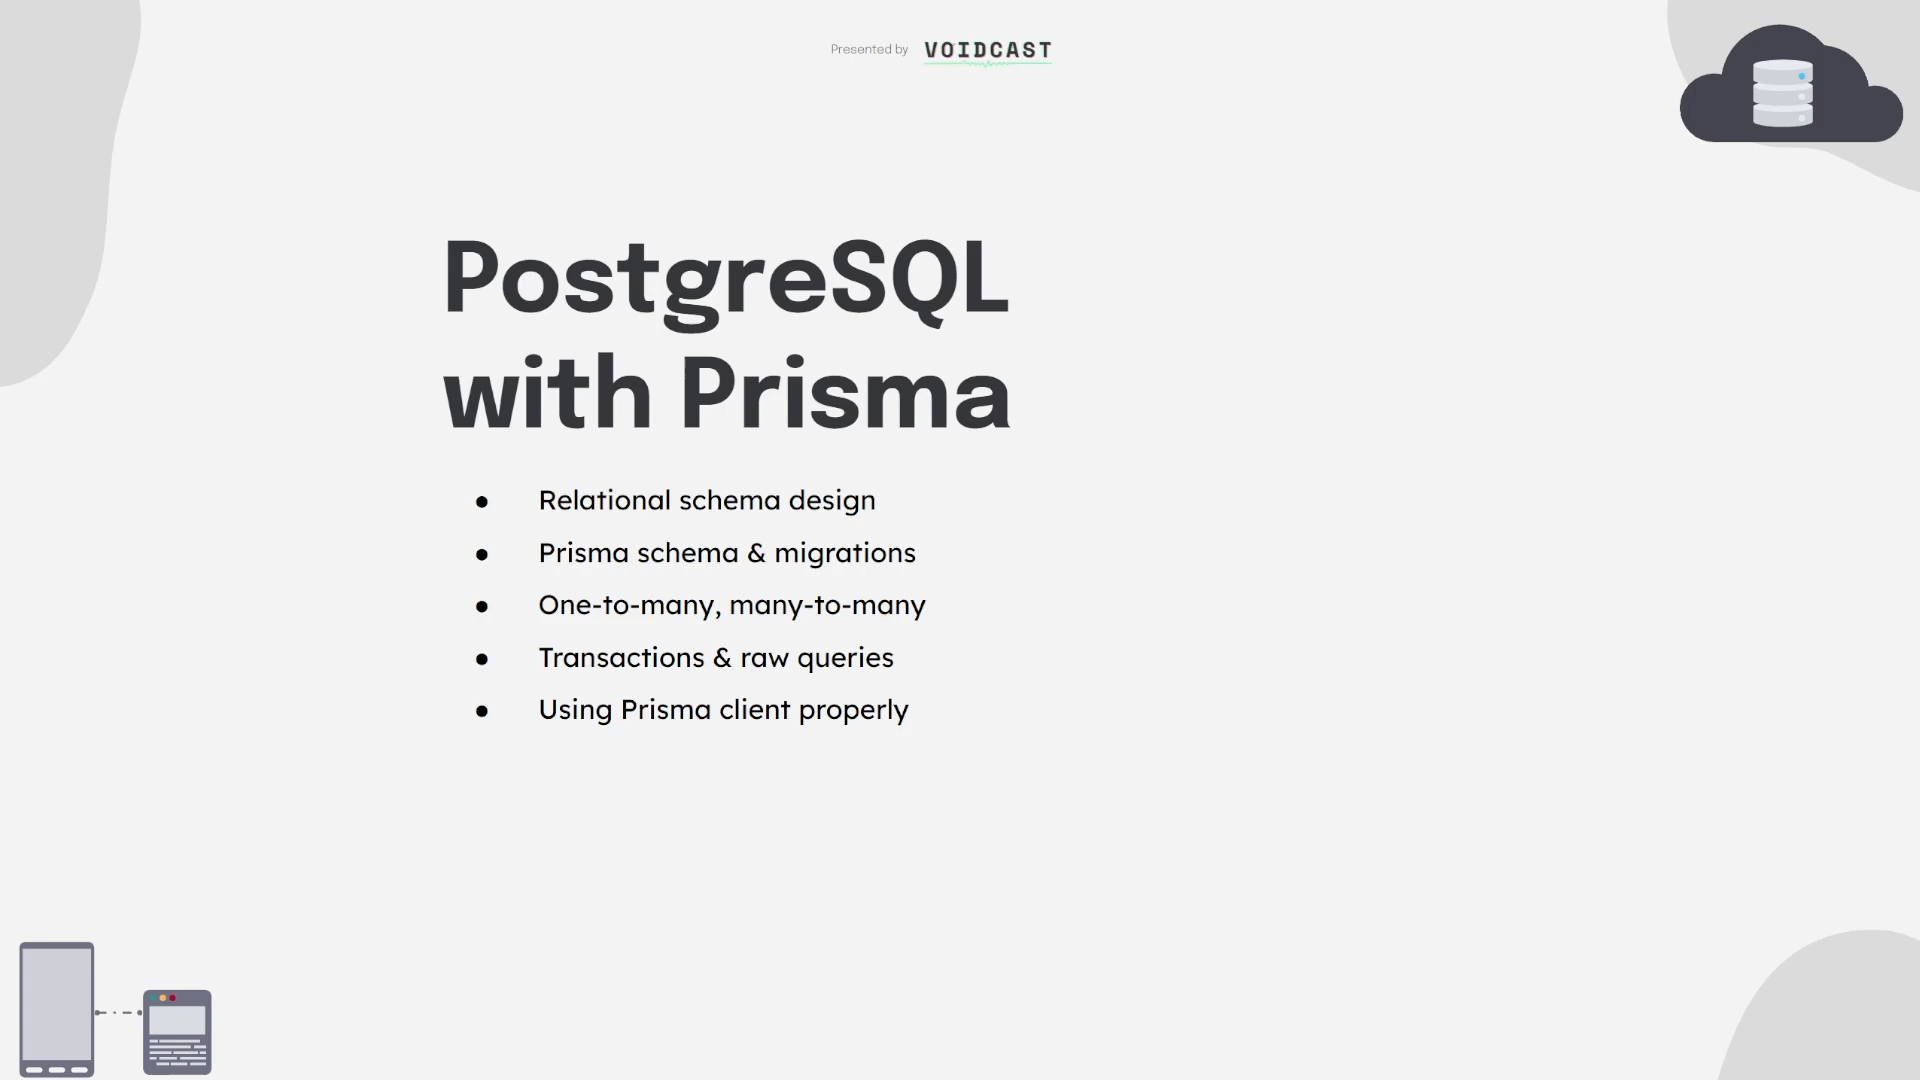 Presented by VOIDCAST
PostgreSQL
with Prisma
● Relational schema design
● Prisma schema & migrations
● One-to-many, many-to-many
● Transactions & raw queries
● Using Prisma client properly